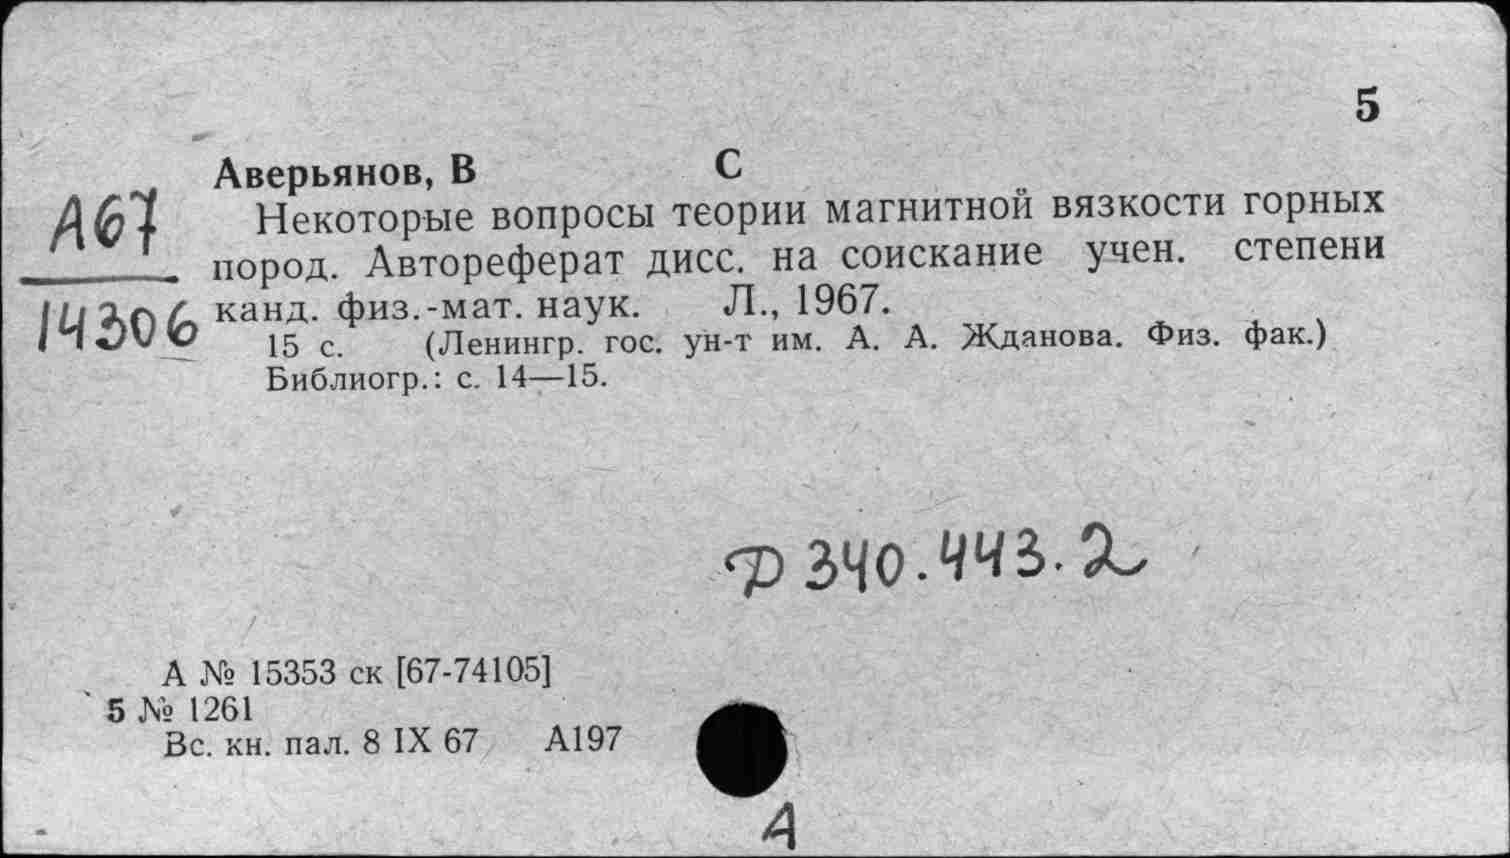 5
Аверьянов, В С
А67
Некоторые вопросы теории магнитной вязкости горных
пород. Автореферат дисс. на соискание учен. степени
14306
канд. физ.-мат. наук. Л., 1967.
15 с. (Ленингр. гос. ун-т им. А. А. Жданова. Физ. фак.)
Библиогр.: с. 14—15.
Р 340.443.2
А № 15353 ск [67-74105]
5 № 1261
Вс. кн. пал. 8 IX 67 А197
А